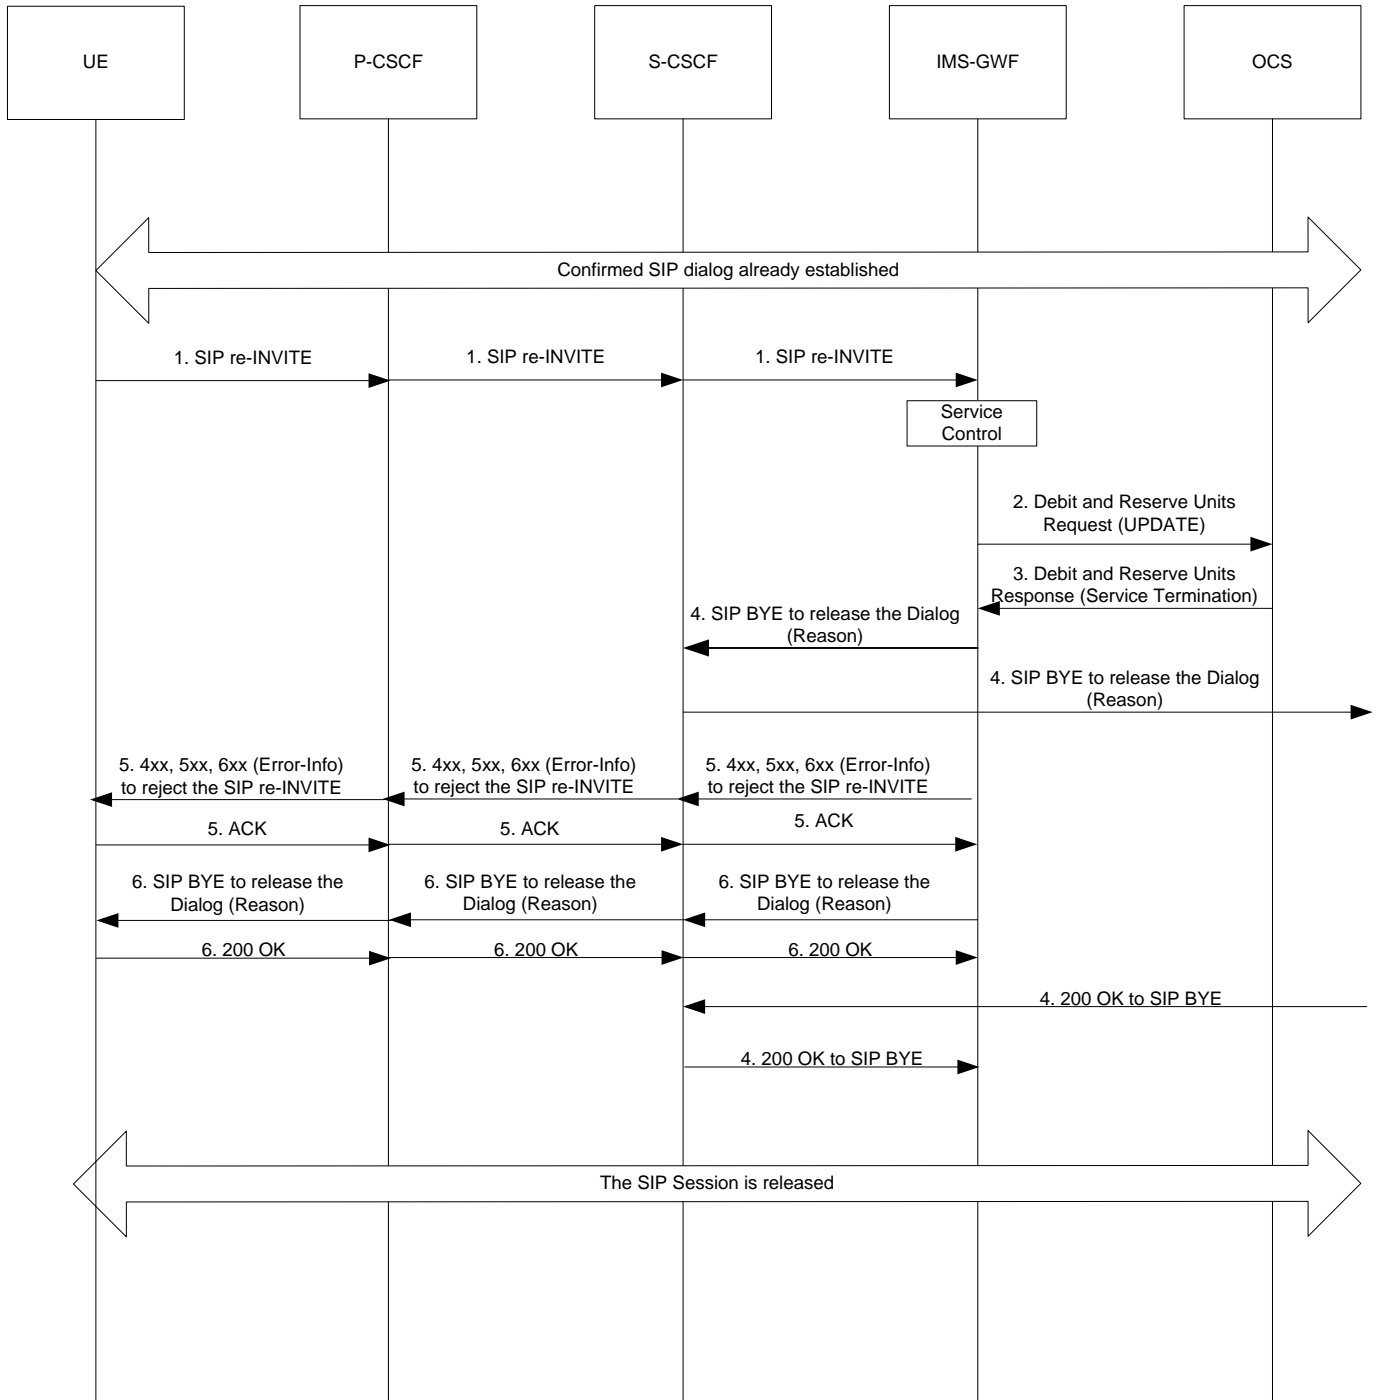 UE
P-CSCF
S-CSCF
IMS-GWF
OCS
Confirmed SIP dialog already established
1. SIP re-INVITE
1. SIP re-INVITE
1. SIP re-INVITE
Service
Control
2. Debit and Reserve Units
Request (UPDATE)
3. Debit and Reserve Units
Response (Service Termination)
4. SIP BYE to release the Dialog
(Reason)
4. SIP BYE to release the Dialog
(Reason)
5. 4xx, 5xx, 6xx (Error-Info)
to reject the SIP re-INVITE
5. 4xx, 5xx, 6xx (Error-Info)
to reject the SIP re-INVITE
5. 4xx, 5xx, 6xx (Error-Info)
to reject the SIP re-INVITE
5. ACK
5. ACK
5. ACK
6. SIP BYE to release the
Dialog (Reason)
6. SIP BYE to release the
Dialog (Reason)
6. SIP BYE to release the
Dialog (Reason)
6. 200 OK
6. 200 OK
6. 200 OK
4. 200 OK to SIP BYE
4. 200 OK to SIP BYE
The SIP Session is released